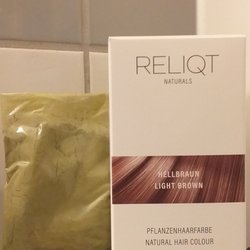 RELIQT
NATURALS
HELLBRAUN
LIGHT BROWN
PFLANZENHAARFARBE
NATURAL HAIR COLOUR